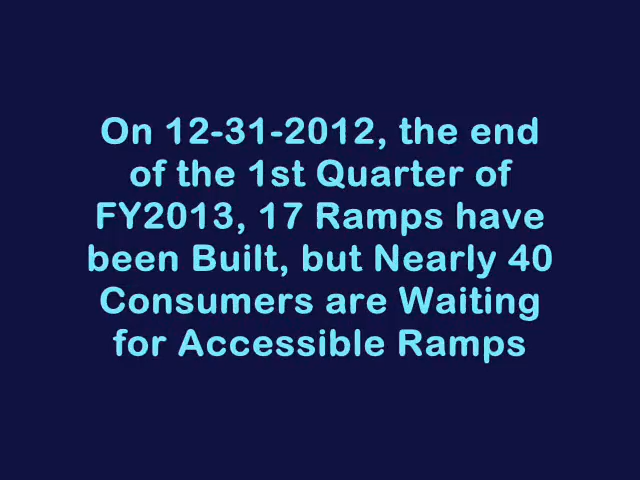 On 12-31-2012, the end
of the 1st Quarter of
FY2013, 17 Ramps have
been Built, but Nearly 40
Consumers are Waiting
for Accessible Ramps